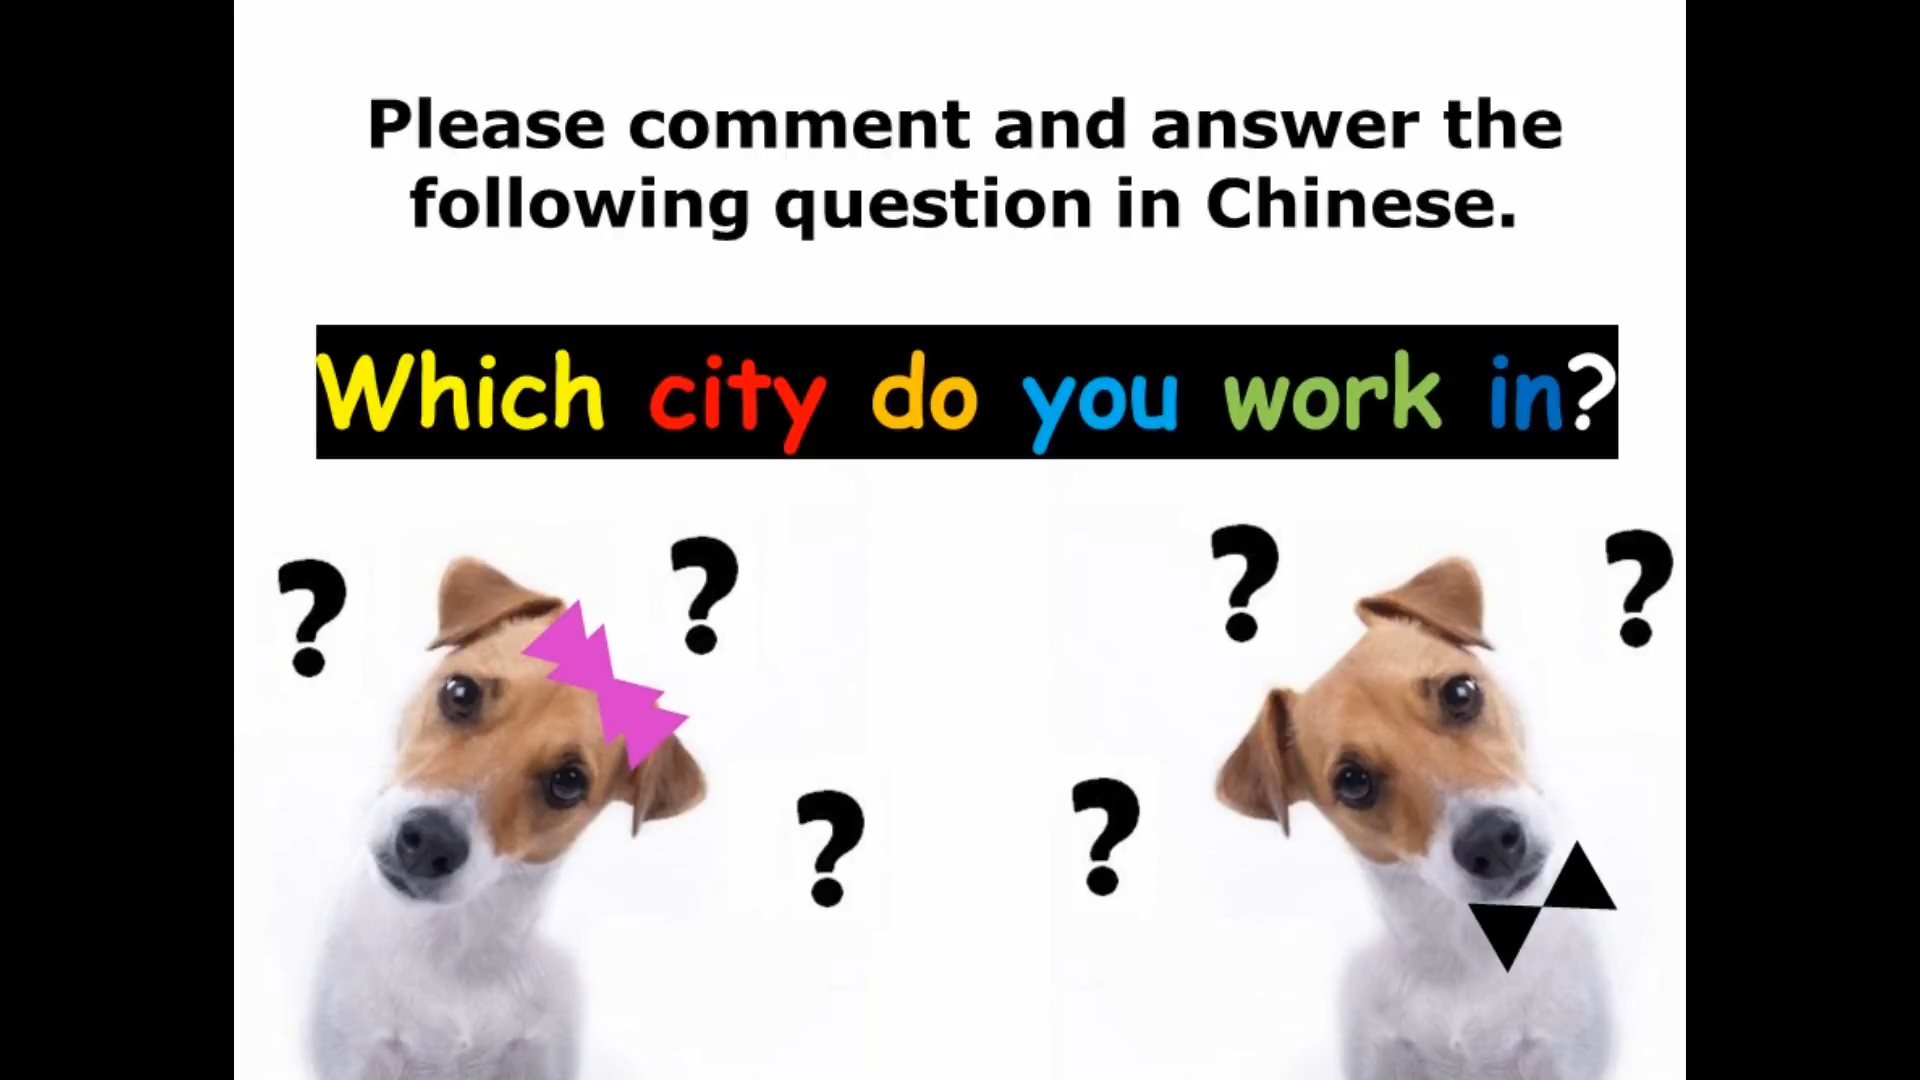 Please comment and answer the
following question in Chinese.
Which city do you work in?
? ? ? ?
? ?